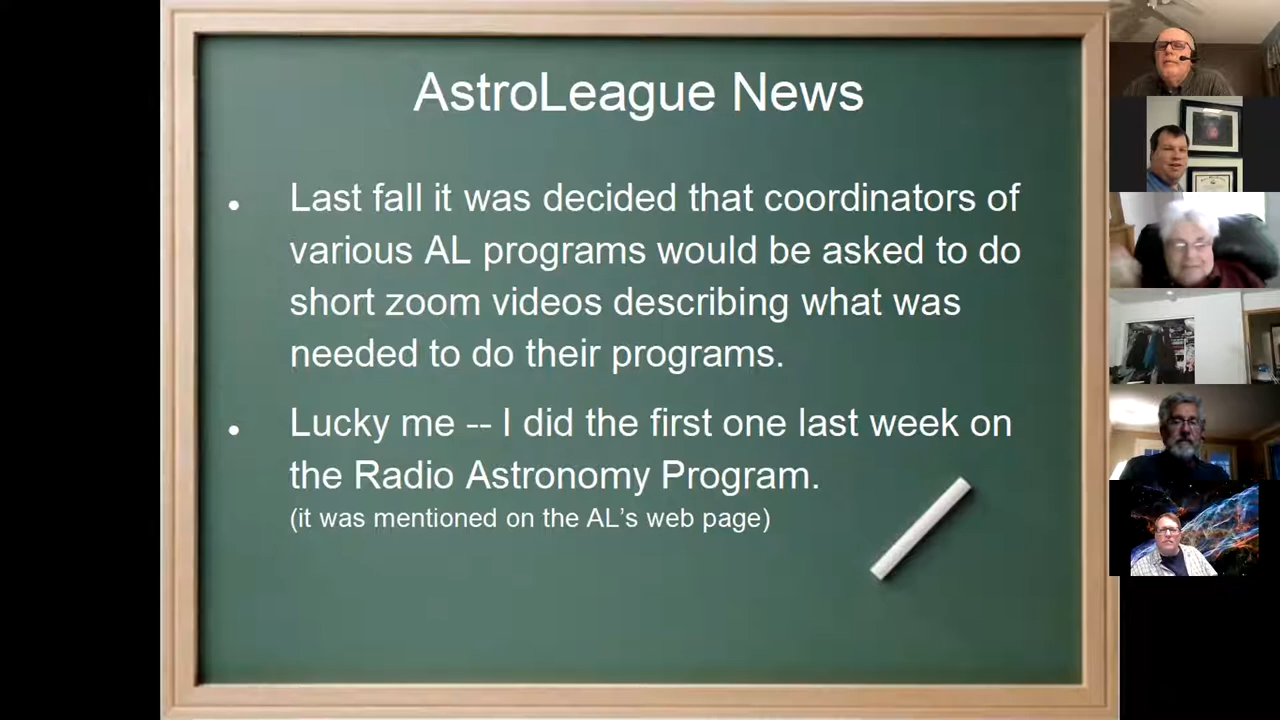 AstroLeague News
• Last fall it was decided that coordinators of
various AL programs would be asked to do
short zoom videos describing what was
needed to do their programs.
• Lucky me -- I did the first one last week on
the Radio Astronomy Program.
(it was mentioned on the AL’s web page)